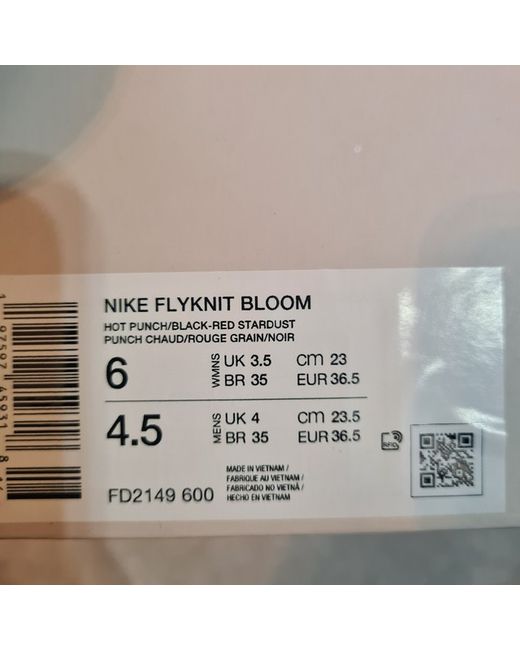 NIKE FLYKNIT BLOOM
HOT PUNCH/BLACK-RED STARDUST
PUNCH CHAUD/ROUGE GRAIN/NOIR
6 WMNS UK 3.5 cm 23
BR 35 EUR 36.5
4.5 MENS UK 4 cm 23.5
BR 35 EUR 36.5
RFID
MADE IN VIETNAM /
FABRIQUE AU VIETNAM /
FABRICADO NO VIETNÃ /
HECHO EN VIETNAM
FD2149 600